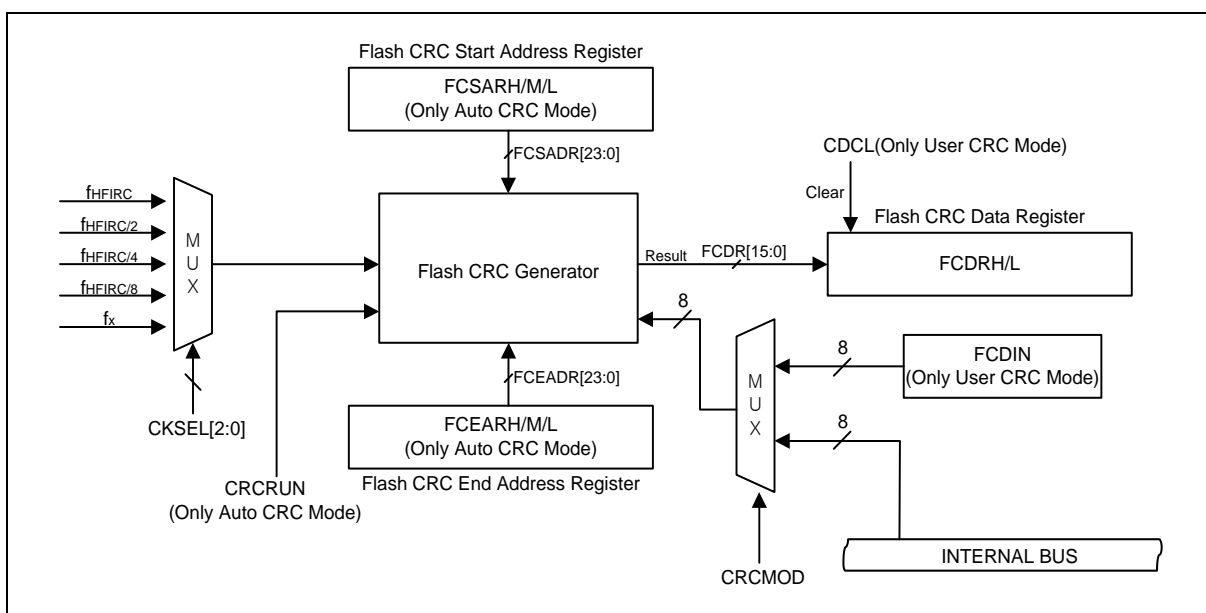 Flash CRC Start Address Register
FCSARH/M/L
(Only Auto CRC Mode)
FCSADR[23:0]
CDCL(Only User CRC Mode)
Clear
Flash CRC Data Register
FCDRH/L
fHFIRC
fHFIRC/2
fHFIRC/4
fHFIRC/8
fx
MUX
CKSEL[2:0]
Flash CRC Generator
Result
FCDR[15:0]
8
FCEADR[23:0]
FCEARH/M/L
(Only Auto CRC Mode)
Flash CRC End Address Register
CRCRUN
(Only Auto CRC Mode)
MUX
8
FCDIN
(Only User CRC Mode)
8
CRCMOD
INTERNAL BUS